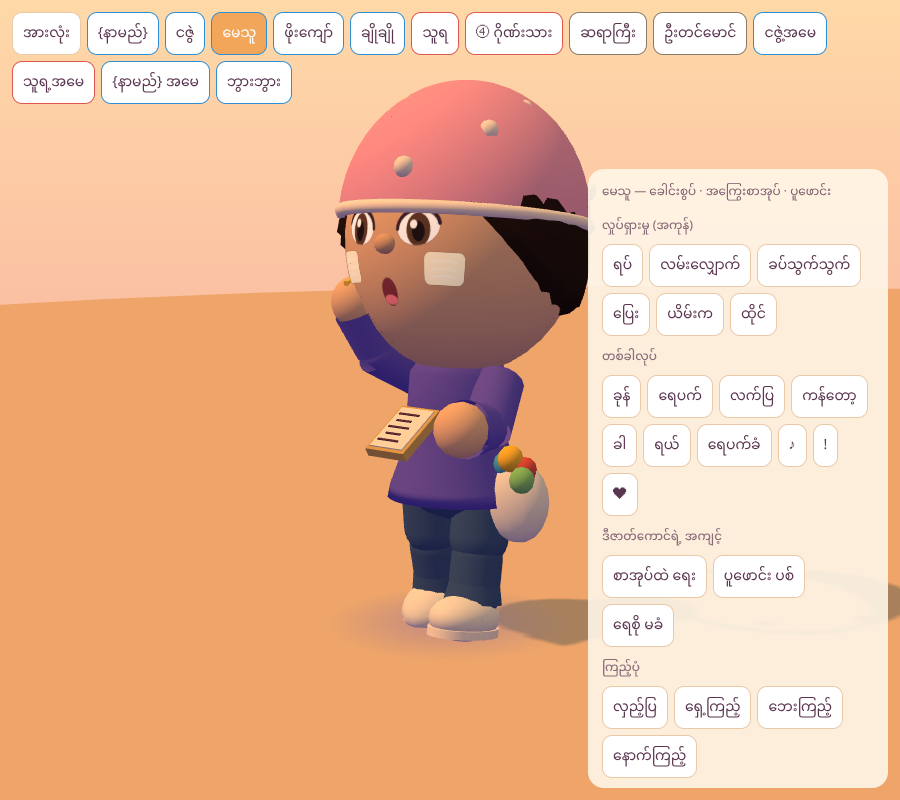 အားလုံး {နာမည်} ငဇွဲ မေသူ ဖိုးကျော် ချိုချို သူရ ④ ဂိုဏ်းသား ဆရာကြီး ဦးတင်မောင် ငဇွဲ့အမေ
သူရ့အမေ {နာမည်} အမေ ဘွားဘွား
မေသူ — ခေါင်းစွပ် · အကြွေးစာအုပ် · ပူဖောင်း
လှုပ်ရှားမှု (အကုန်)
ရပ် လမ်းလျှောက် ခပ်သွက်သွက်
ပြေး ယိမ်းက ထိုင်
တစ်ခါလုပ်
ခုန် ရေပက် လက်ပြ ကန်တော့
ခါ ရယ် ရေပက်ခံ ♪ !
♥
ဒီဇာတ်ကောင်ရဲ့ အကျင့်
စာအုပ်ထဲ ရေး ပူဖောင်း ပစ်
ရေစို မခံ
ကြည့်ပုံ
လှည့်ပြ ရှေ့ကြည့် ဘေးကြည့်
နောက်ကြည့်